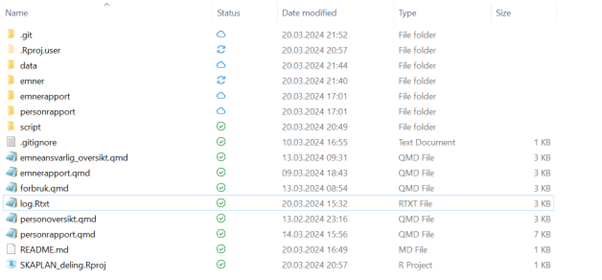 Name Status Date modified Type Size
.git 20.03.2024 21:52 File folder
.Rproj.user 20.03.2024 20:57 File folder
data 20.03.2024 21:44 File folder
emner 20.03.2024 21:40 File folder
emnerapport 20.03.2024 17:01 File folder
personrapport 20.03.2024 17:01 File folder
script 20.03.2024 20:49 File folder
.gitignore 10.03.2024 16:55 Text Document 1 KB
emneansvarlig_oversikt.qmd 13.03.2024 09:31 QMD File 3 KB
emnerapport.qmd 09.03.2024 18:43 QMD File 3 KB
forbruk.qmd 13.03.2024 08:54 QMD File 3 KB
log.Rtxt 20.03.2024 15:32 RTXT File 3 KB
personoversikt.qmd 13.02.2024 23:16 QMD File 3 KB
personrapport.qmd 14.03.2024 15:56 QMD File 7 KB
README.md 20.03.2024 16:49 MD File 1 KB
SKAPLAN_deling.Rproj 20.03.2024 20:57 R Project 1 KB